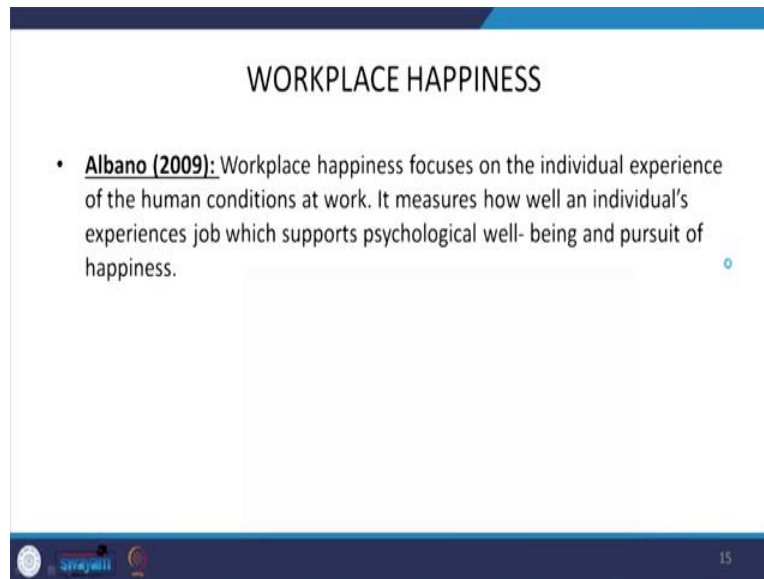 WORKPLACE HAPPINESS
• Albano (2009): Workplace happiness focuses on the individual experience
of the human conditions at work. It measures how well an individual's
experiences job which supports psychological well- being and pursuit of
happiness.
swayam
15